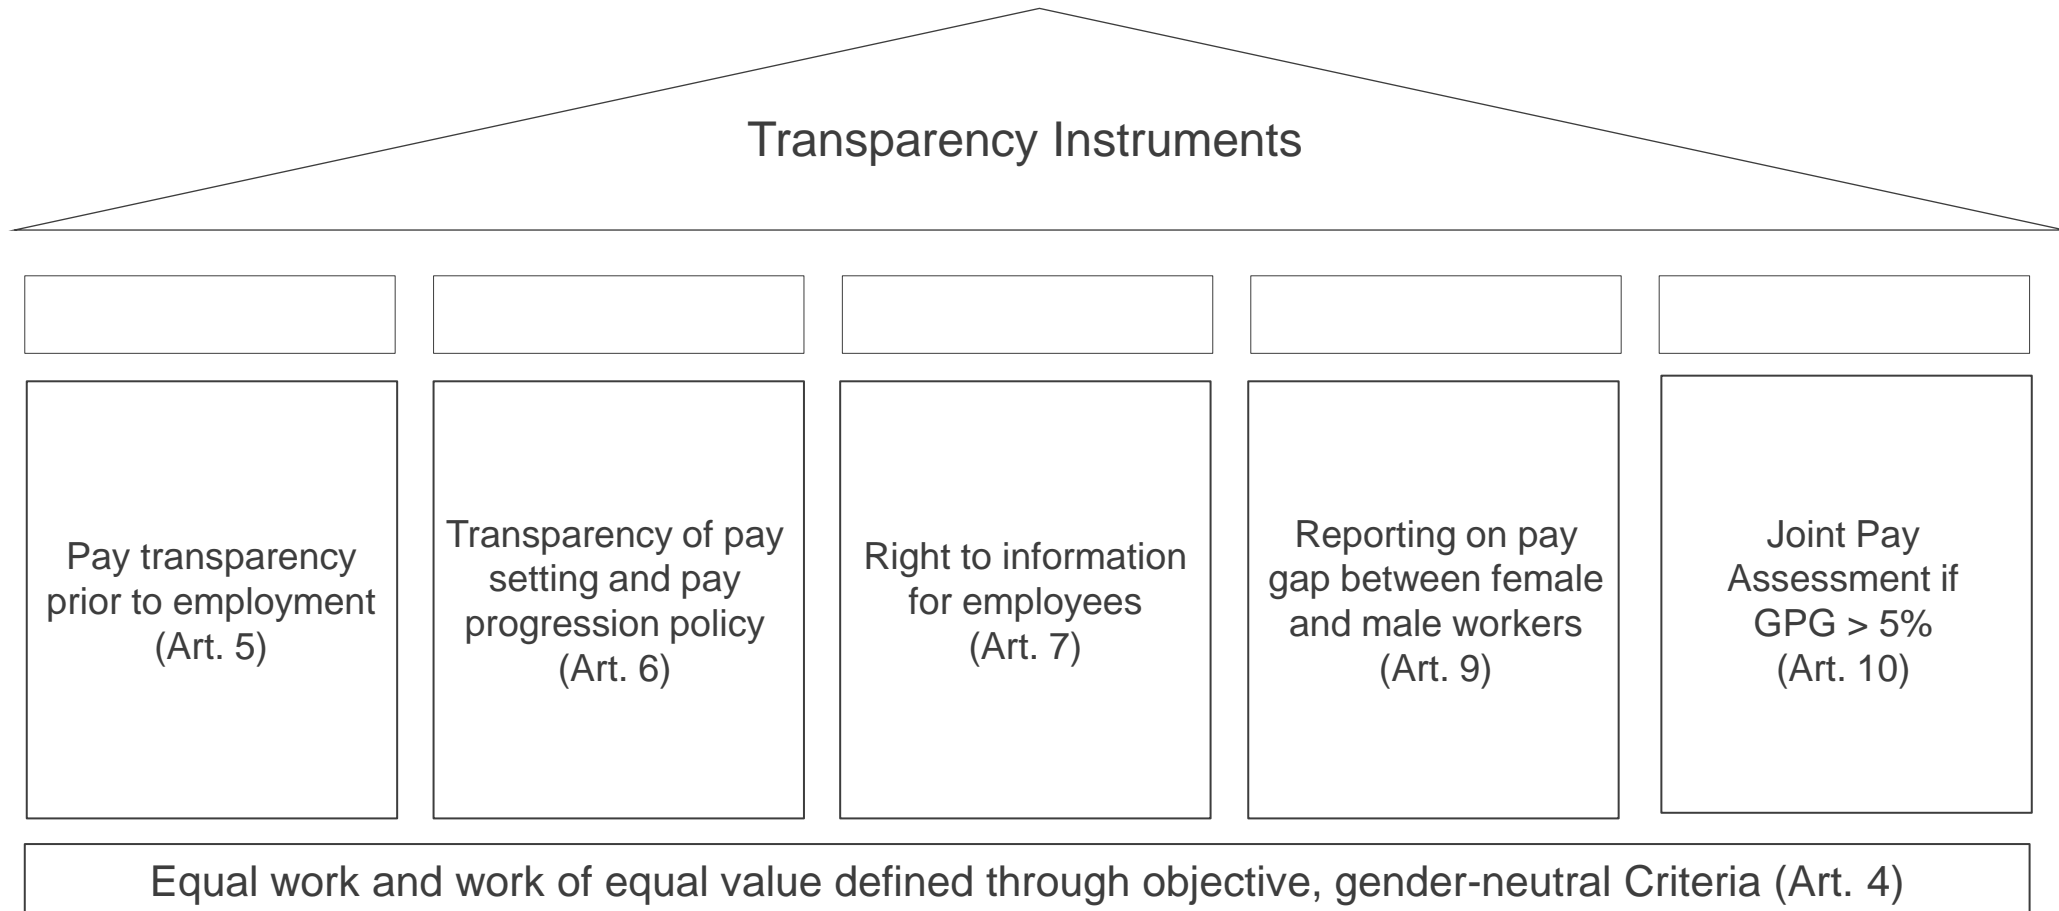 Transparency Instruments
Pay transparency
prior to employment
(Art. 5)
Transparency of pay
setting and pay
progression policy
(Art. 6)
Right to information
for employees
(Art. 7)
Reporting on pay
gap between female
and male workers
(Art. 9)
Joint Pay
Assessment if
GPG > 5%
(Art. 10)
Equal work and work of equal value defined through objective, gender-neutral Criteria (Art. 4)